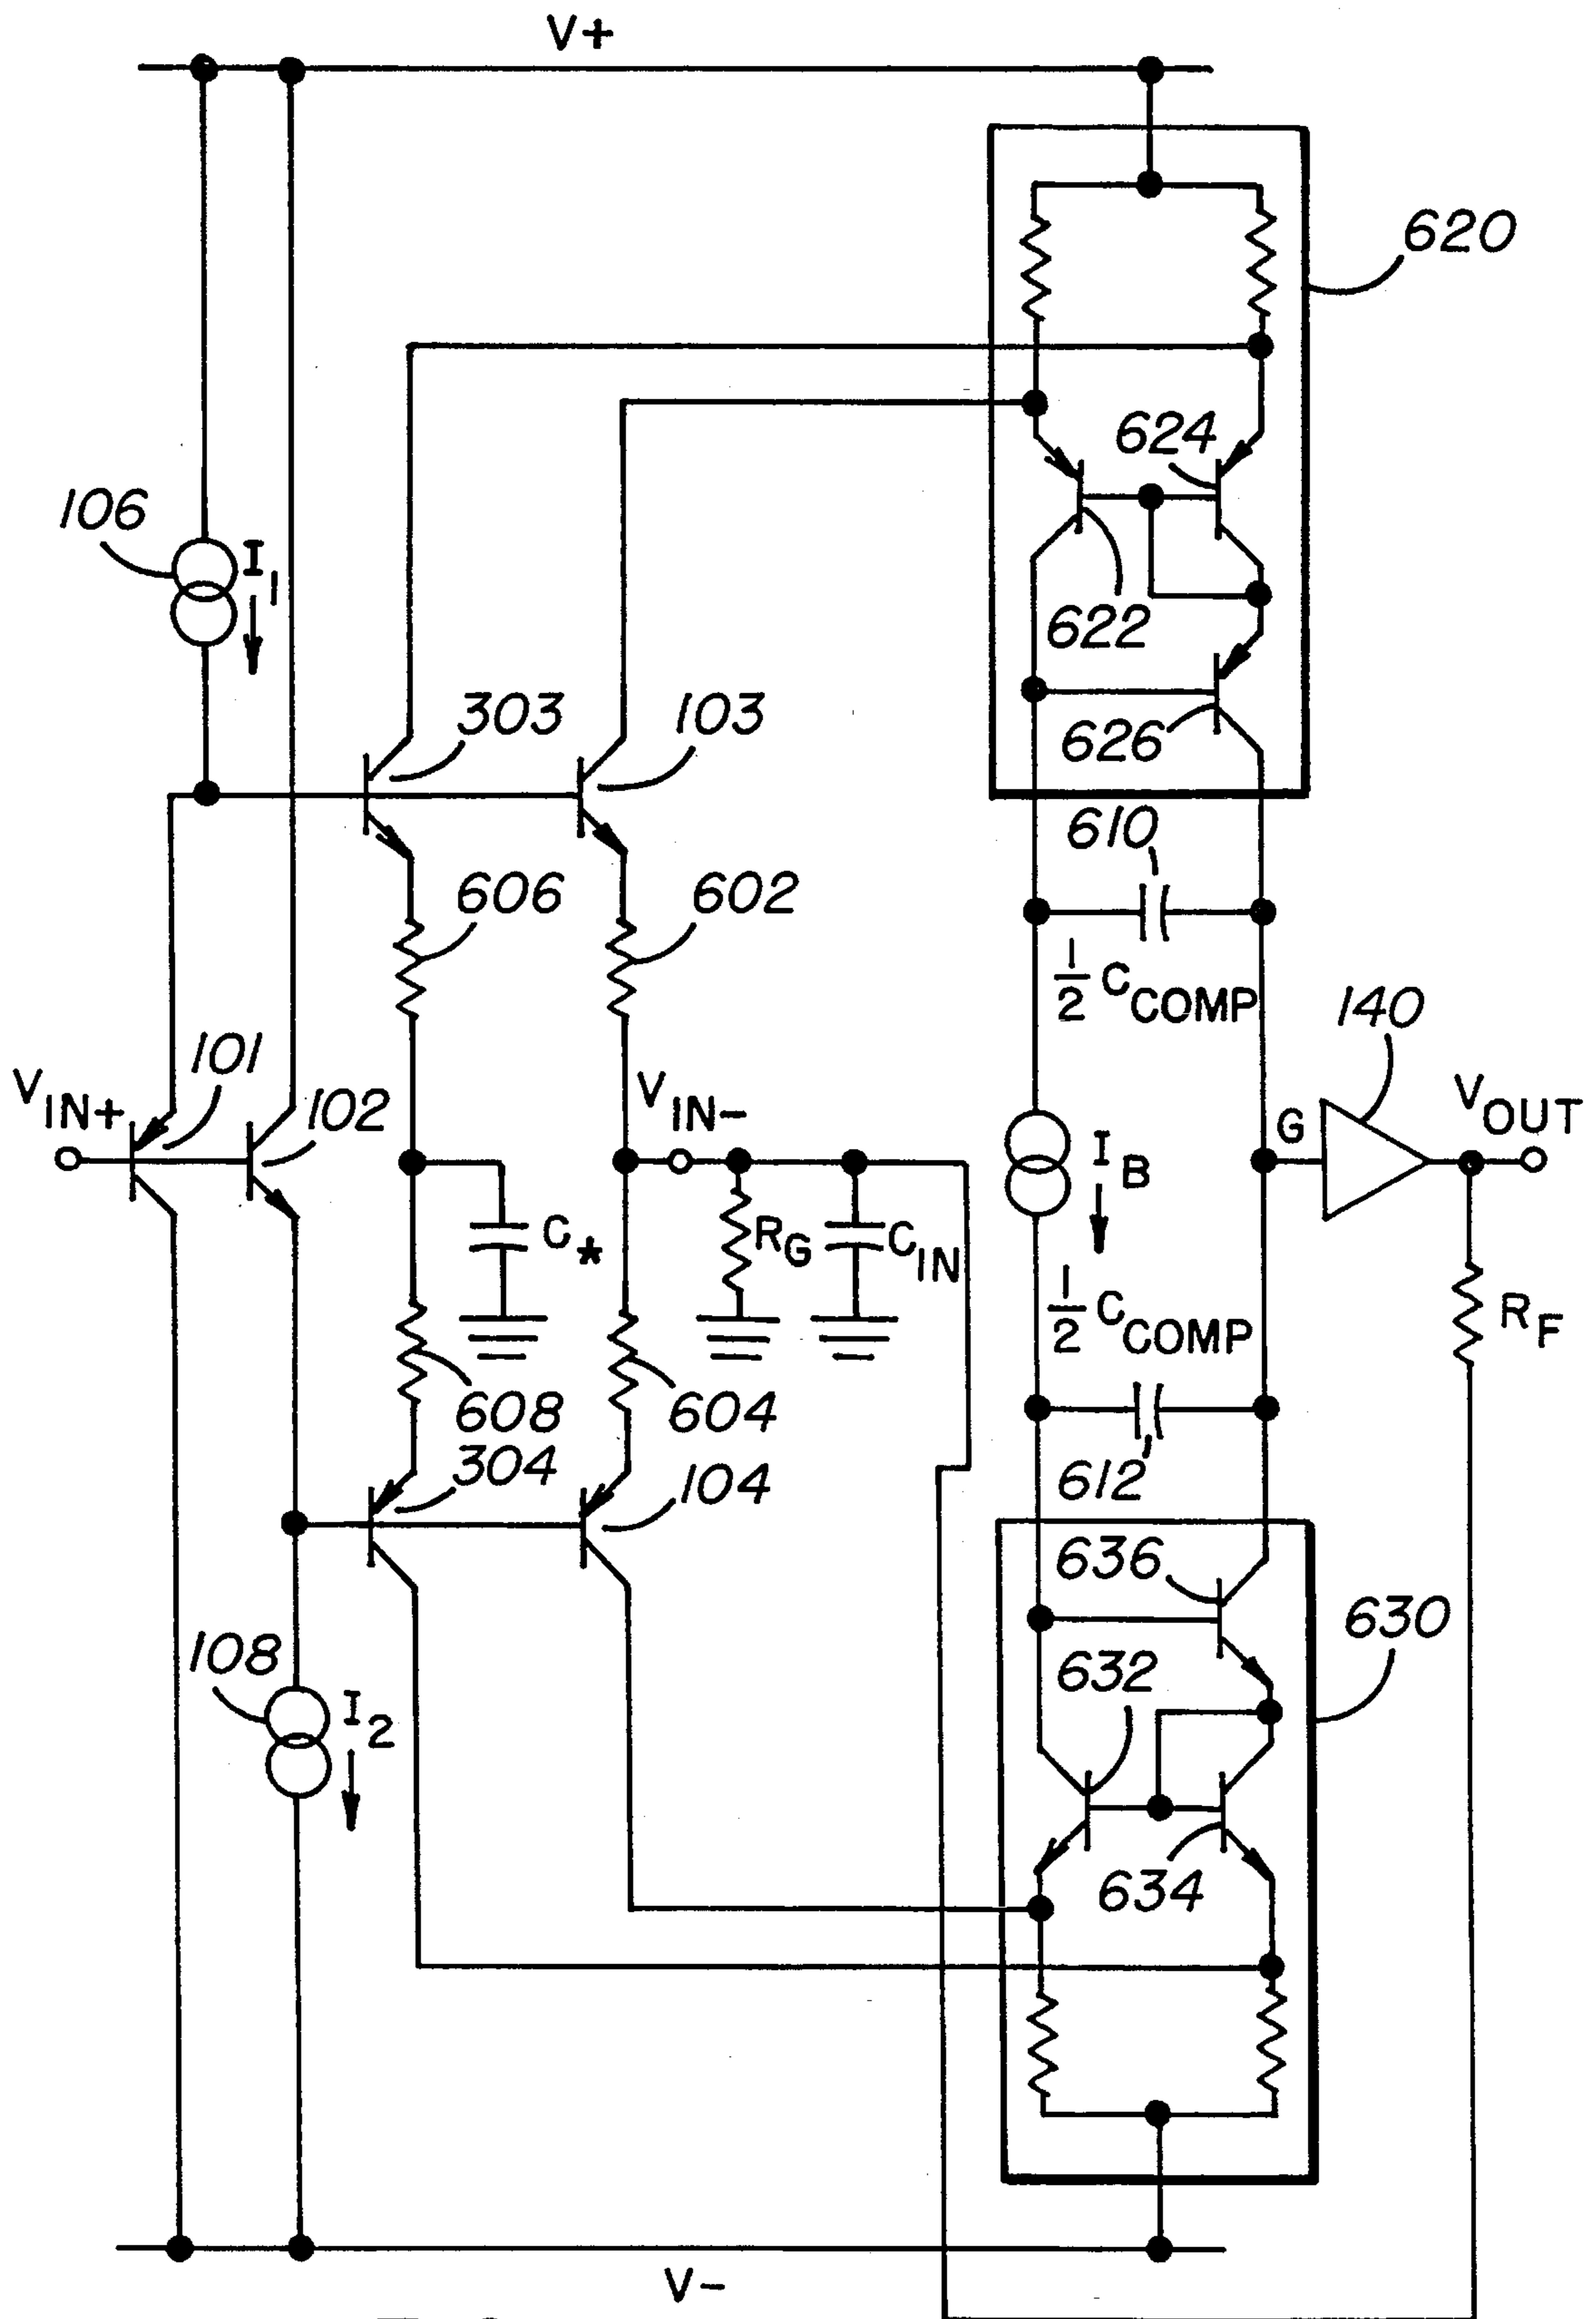 V+
620
624
106
I1
622
303
103
626
610
606
602
1/2 CCOMP
140
101
VIN+
102
VIN-
G
VOUT
IB
C*
RG
CIN
1/2 CCOMP
RF
608
604
304
104
612
636
630
108
632
I2
634
V-